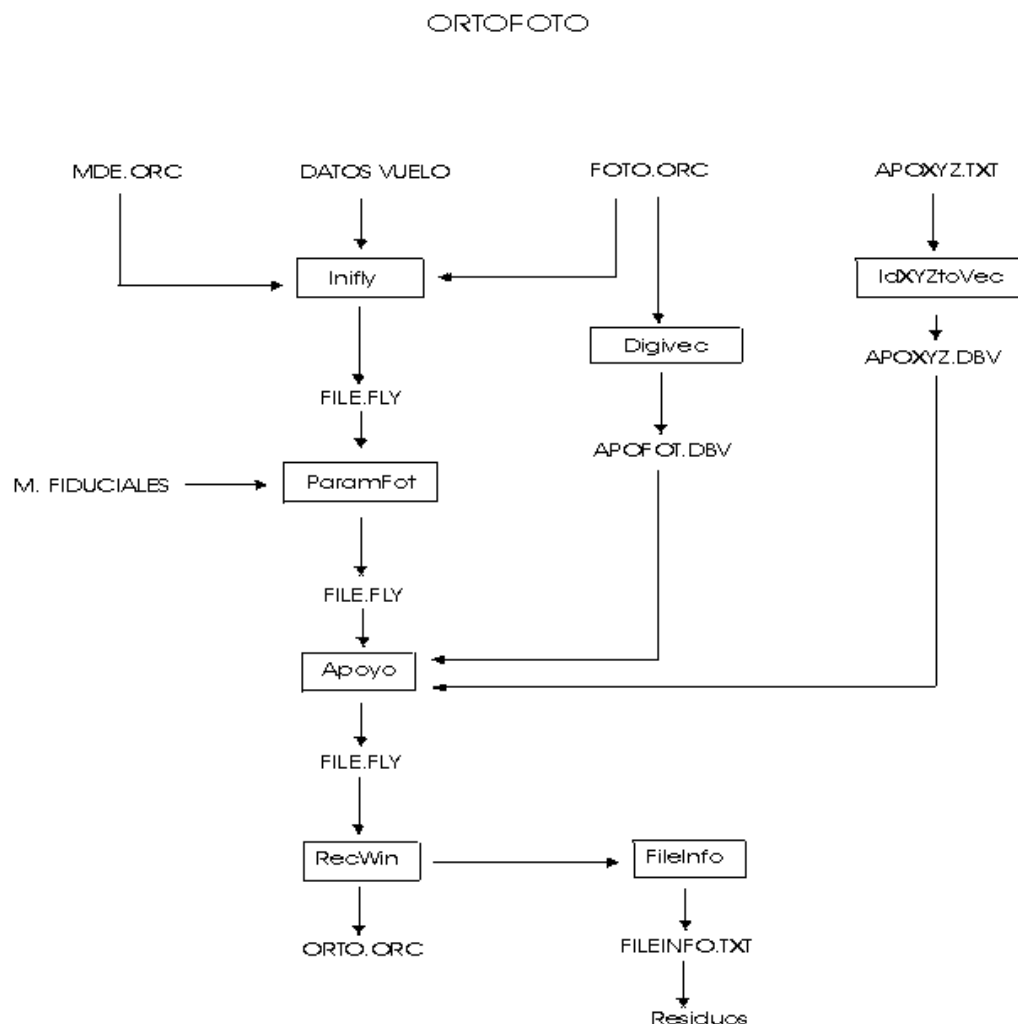 ORTOFOTO
MDE.ORC
DATOS VUELO
FOTO.ORC
APOXYZ.TXT
Inifly
IdXYZtoVec
Digivec
APOXYZ.DBV
FILE.FLY
APOFOT.DBV
M. FIDUCIALES
ParamFot
FILE.FLY
Apoyo
FILE.FLY
RecWin
FileInfo
ORTO.ORC
FILEINFO.TXT
Residuos